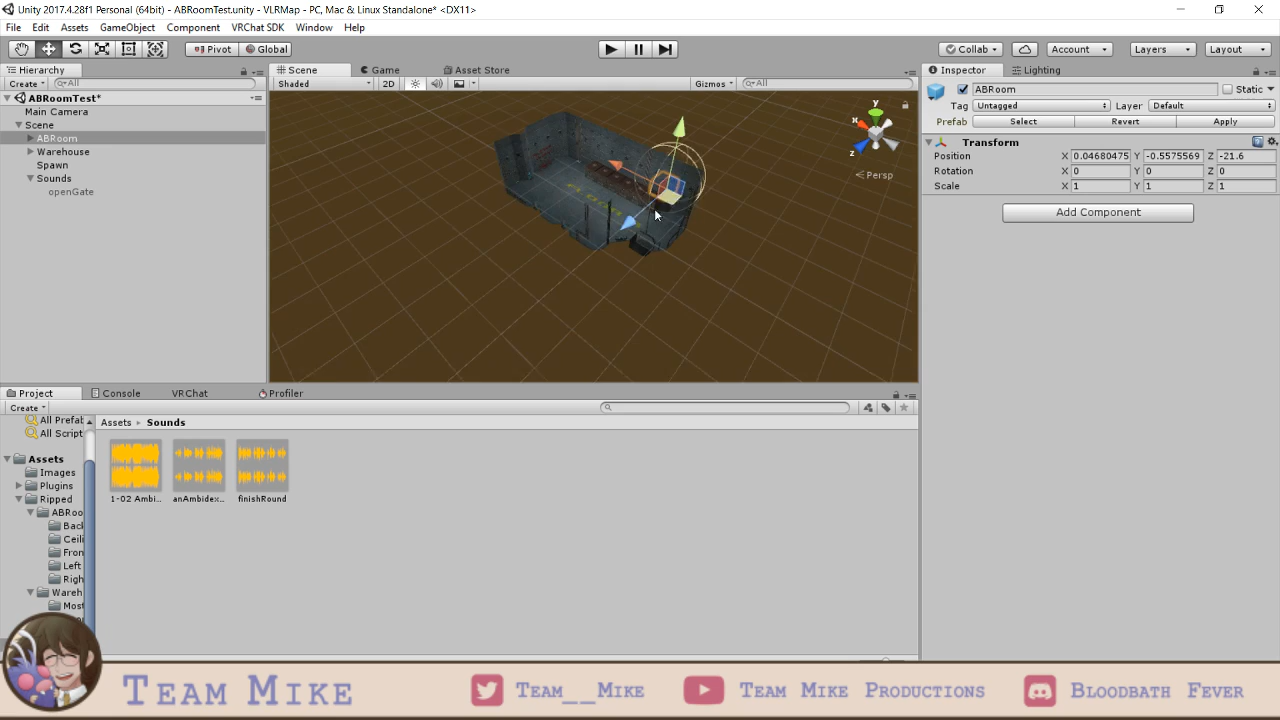 Unity 2017.4.28f1 Personal (64bit) - ABRoomTest.unity - VLRMap - PC, Mac & Linux Standalone* <DX11>
File Edit Assets GameObject Component VRChat SDK Window Help
Pivot Global Collab Account Layers Layout
Hierarchy
Create All
ABRoomTest*
Main Camera
Scene
ABRoom
Warehouse
Spawn
Sounds
openGate
Scene Game Asset Store
Shaded 2D Gizmos All
y
x
z
Persp
Inspector Lighting
ABRoom Static
Tag Untagged Layer Default
Prefab Select Revert Apply
Transform
Position X 0.04680475 Y -0.5575569 Z -21.6
Rotation X 0 Y 0 Z 0
Scale X 1 Y 1 Z 1
Add Component
Project Console VRChat Profiler
Create
All Prefat
All Script
Assets
Images
Plugins
Ripped
ABRoo
Back
Ceili
Fron
Left
Righ
Wareh
Most
Assets Sounds
1-02 Ambi... anAmbidex... finishRound
Team Mike Team__Mike Team Mike Productions Bloodbath Fever